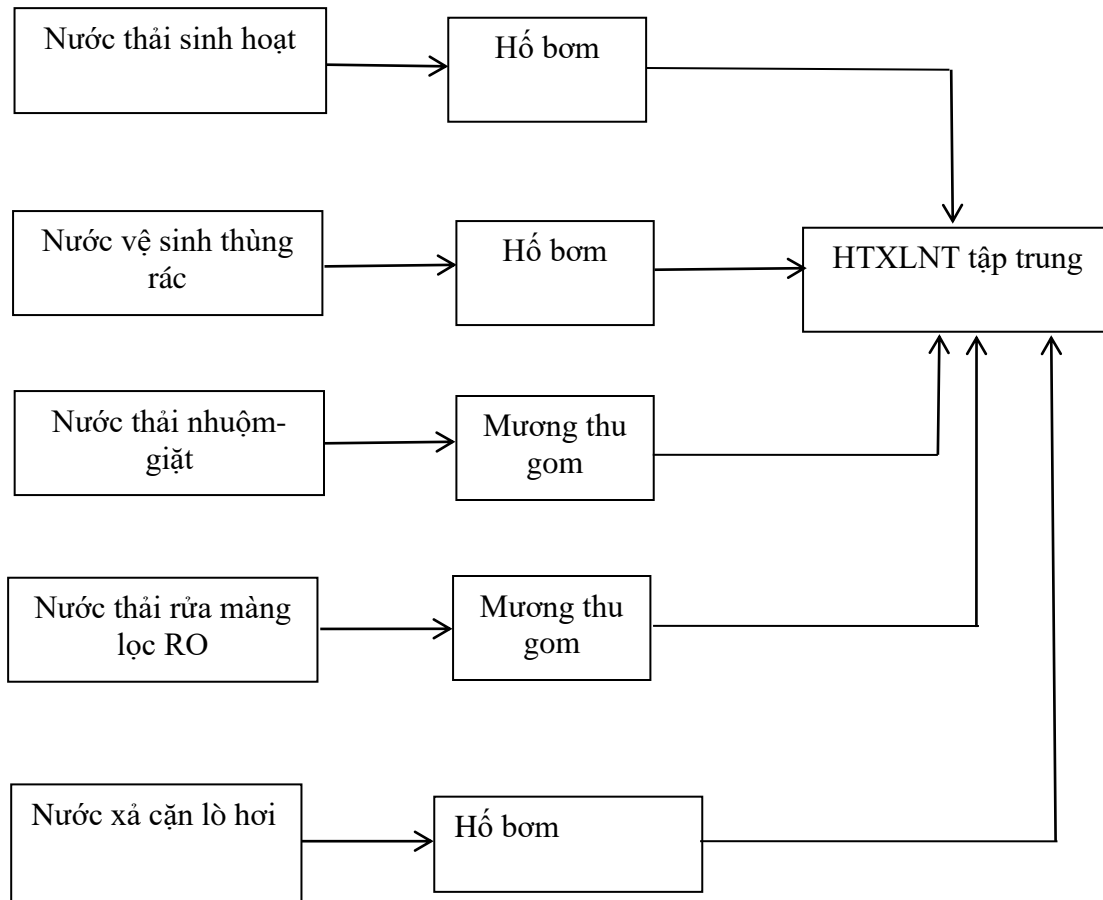 Nước thải sinh hoạt
Hố bơm
Nước vệ sinh thùng
rác
Hố bơm
HTXLNT tập trung
Nước thải nhuộm-
giặt
Mương thu
gom
Nước thải rửa màng
lọc RO
Mương thu
gom
Nước xả cặn lò hơi
Hố bơm